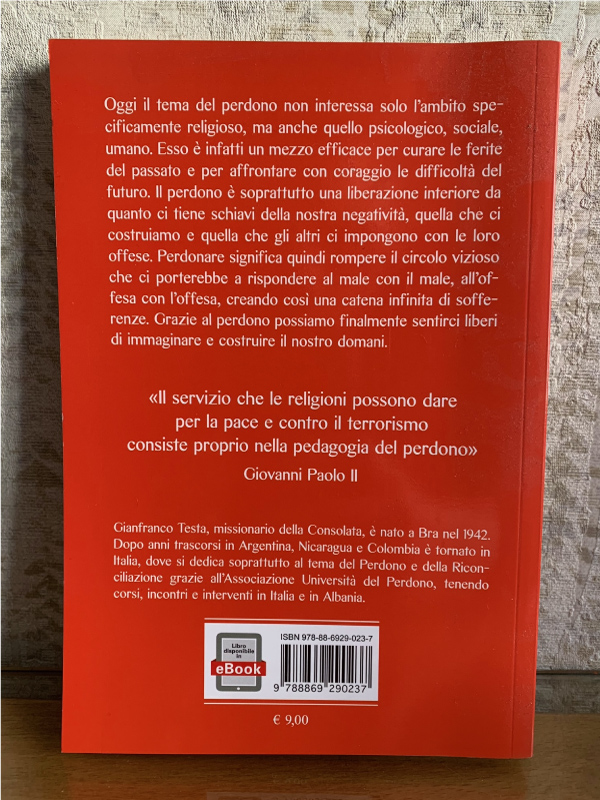 Oggi il tema del perdono non interessa solo l'ambito spe-
cificamente religioso, ma anche quello psicologico, sociale,
umano. Esso è infatti un mezzo efficace per curare le ferite
del passato e per affrontare con coraggio le difficoltà del
futuro. Il perdono è soprattutto una liberazione interiore da
quanto ci tiene schiavi della nostra negatività, quella che ci
costruiamo e quella che gli altri ci impongono con le loro
offese. Perdonare significa quindi rompere il circolo vizioso
che ci porterebbe a rispondere al male con il male, all'of-
fesa con l'offesa, creando così una catena infinita di soffe-
renze. Grazie al perdono possiamo finalmente sentirci liberi
di immaginare e costruire il nostro domani.
«Il servizio che le religioni possono dare
per la pace e contro il terrorismo
consiste proprio nella pedagogia del perdono»
Giovanni Paolo II
Gianfranco Testa, missionario della Consolata, è nato a Bra nel 1942.
Dopo anni trascorsi in Argentina, Nicaragua e Colombia è tornato in
Italia, dove si dedica soprattutto al tema del Perdono e della Ricon-
ciliazione grazie all'Associazione Università del Perdono, tenendo
corsi, incontri e interventi in Italia e in Albania.
Libro
disponibile
in
eBook
ISBN 978-88-6929-023-7
9 788869 290237
€ 9,00